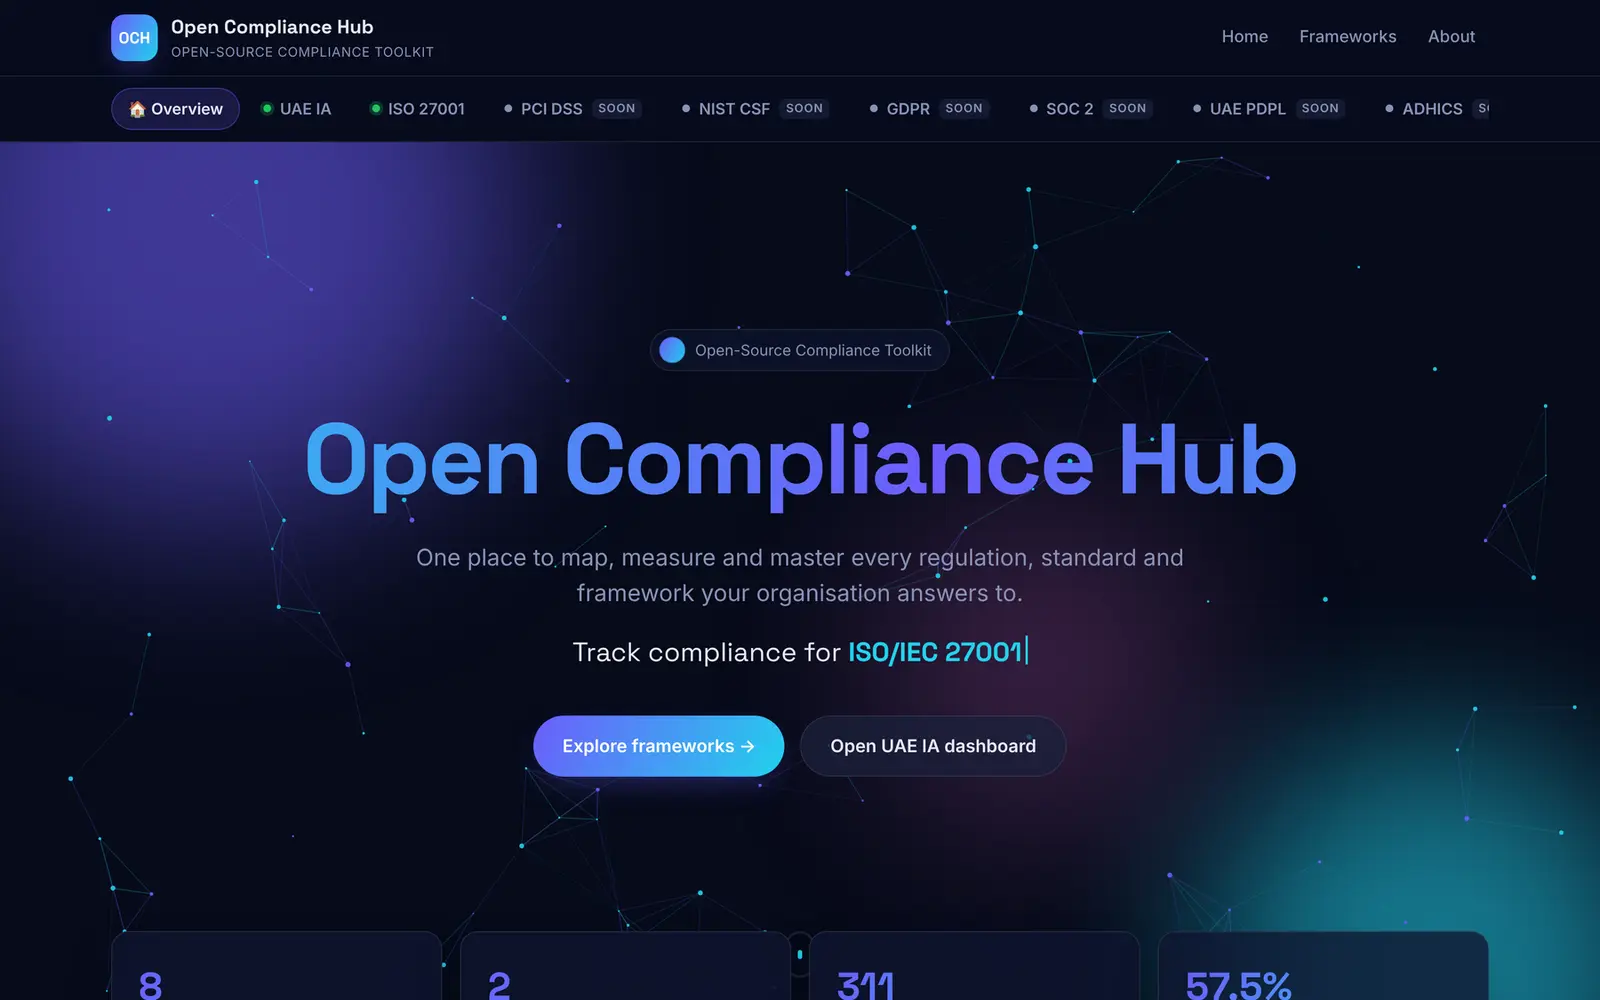 OCH
Open Compliance Hub
OPEN-SOURCE COMPLIANCE TOOLKIT
Home
Frameworks
About
Overview
UAE IA
ISO 27001
PCI DSS SOON
NIST CSF SOON
GDPR SOON
SOC 2 SOON
UAE PDPL SOON
ADHICS
Open-Source Compliance Toolkit
Open Compliance Hub
One place to map, measure and master every regulation, standard and
framework your organisation answers to.
Track compliance for ISO/IEC 27001
Explore frameworks →
Open UAE IA dashboard
8
2
311
57.5%